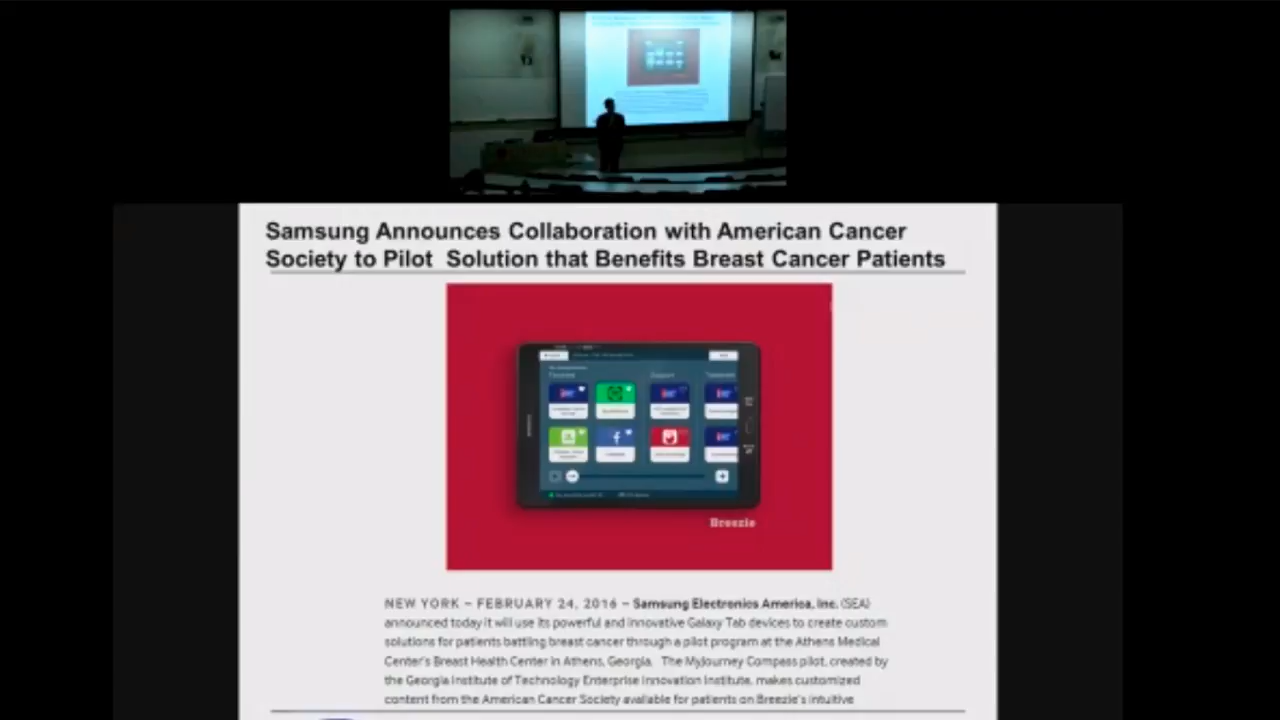 Samsung Announces Collaboration with American Cancer
Society to Pilot Solution that Benefits Breast Cancer Patients
Breezie
NEW YORK – FEBRUARY 24, 2016 – Samsung Electronics America, Inc. (SEA)
announced today it will use its powerful and innovative Galaxy Tab devices to create custom
solutions for patients battling breast cancer through a pilot program at the Athens Medical
Center's Breast Health Center in Athens, Georgia. The MyJourney Compass pilot, created by
the Georgia Institute of Technology Enterprise Innovation Institute, makes customized
content from the American Cancer Society available for patients on Breezie's intuitive